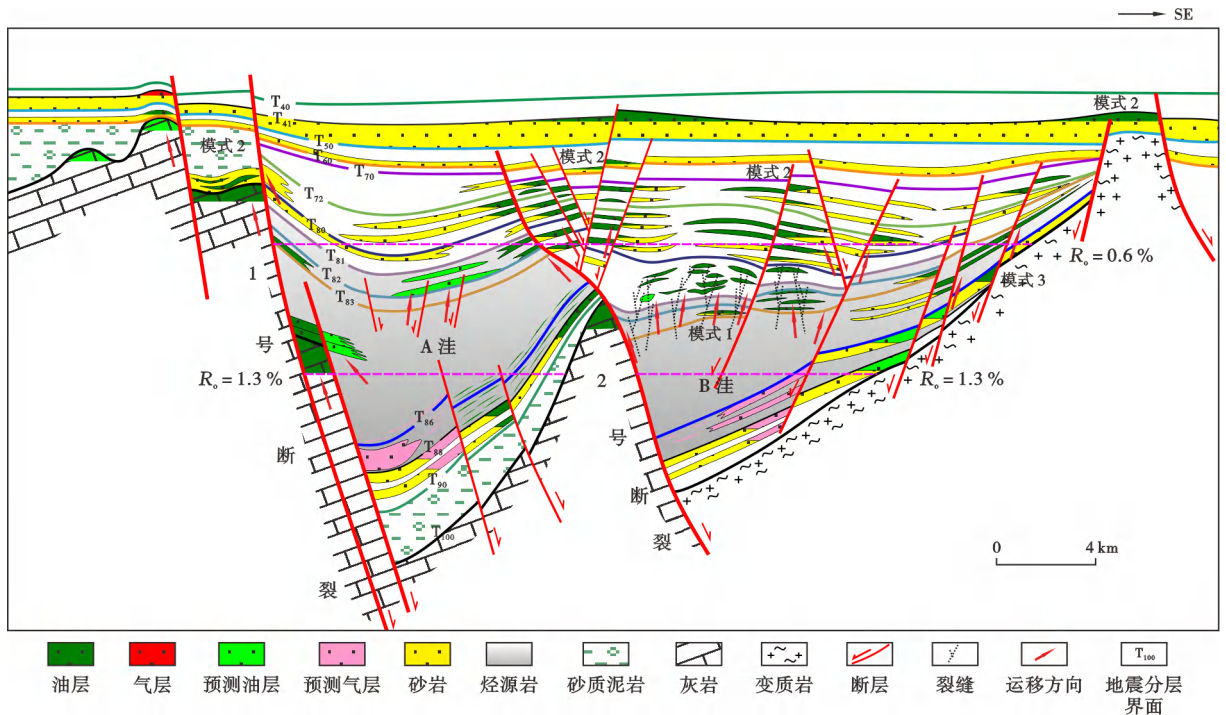 SE
T40
T41
T50
T60
T70
T72
T80
T81
T82
T83
T86
T88
T90
T100
模式 2
模式 2
模式 2
模式 2
模式 3
模式 1
A 洼
B 洼
1
号
断
裂
2
号
断
裂
Ro = 0.6 %
Ro = 1.3 %
Ro = 1.3 %
0 4 km
油层 气层 预测油层 预测气层 砂岩 烃源岩 砂质泥岩 灰岩 变质岩 断层 裂缝 运移方向 T100 地震分层
界面